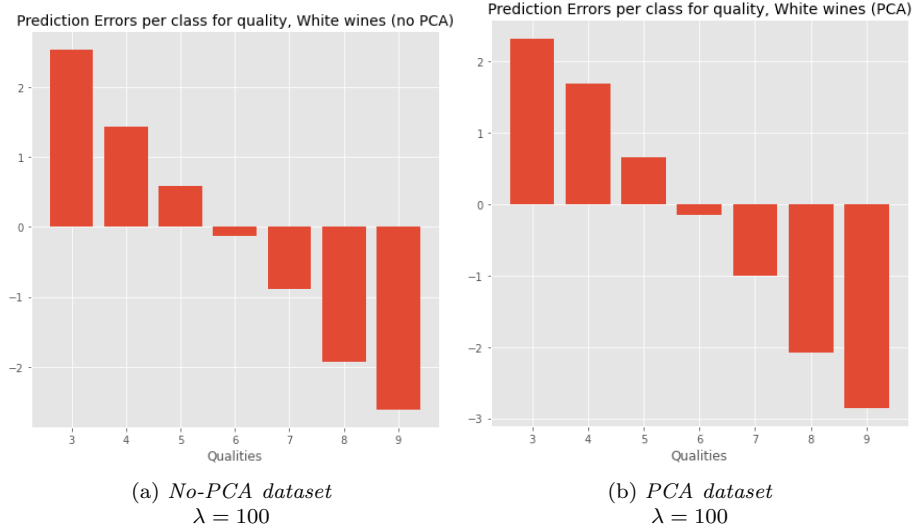 Prediction Errors per class for quality, White wines (no PCA)
2
1
0
−1
−2
3 4 5 6 7 8 9
Qualities
(a) No-PCA dataset
λ = 100
Prediction Errors per class for quality, White wines (PCA)
2
1
0
−1
−2
−3
3 4 5 6 7 8 9
Qualities
(b) PCA dataset
λ = 100